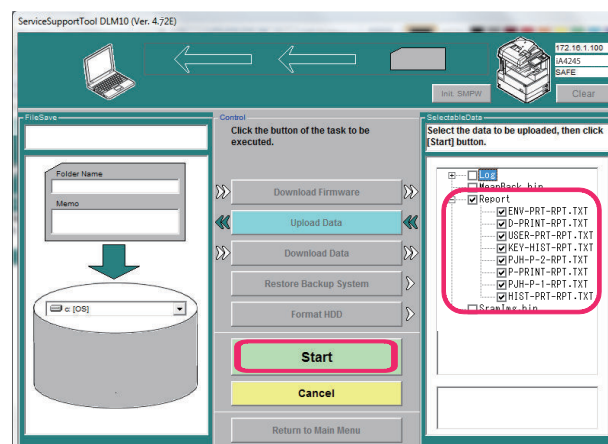 ServiceSupportTool DLM10 (Ver. 4.72E)
172.16.1.100
iA4245
SAFE
Init. SMPW
Clear
FileSave
Folder Name
Memo
c: [OS]
Control
Click the button of the task to be
executed.
Download Firmware
Upload Data
Download Data
Restore Backup System
Format HDD
Start
Cancel
Return to Main Menu
SelectableData
Select the data to be uploaded, then click
[Start] button.
Log
MeanBack.bin
Report
ENV-PRT-RPT.TXT
D-PRINT-RPT.TXT
USER-PRT-RPT.TXT
KEY-HIST-RPT.TXT
PJH-P-2-RPT.TXT
P-PRINT-RPT.TXT
PJH-P-1-RPT.TXT
HIST-PRT-RPT.TXT
SramImg.bin